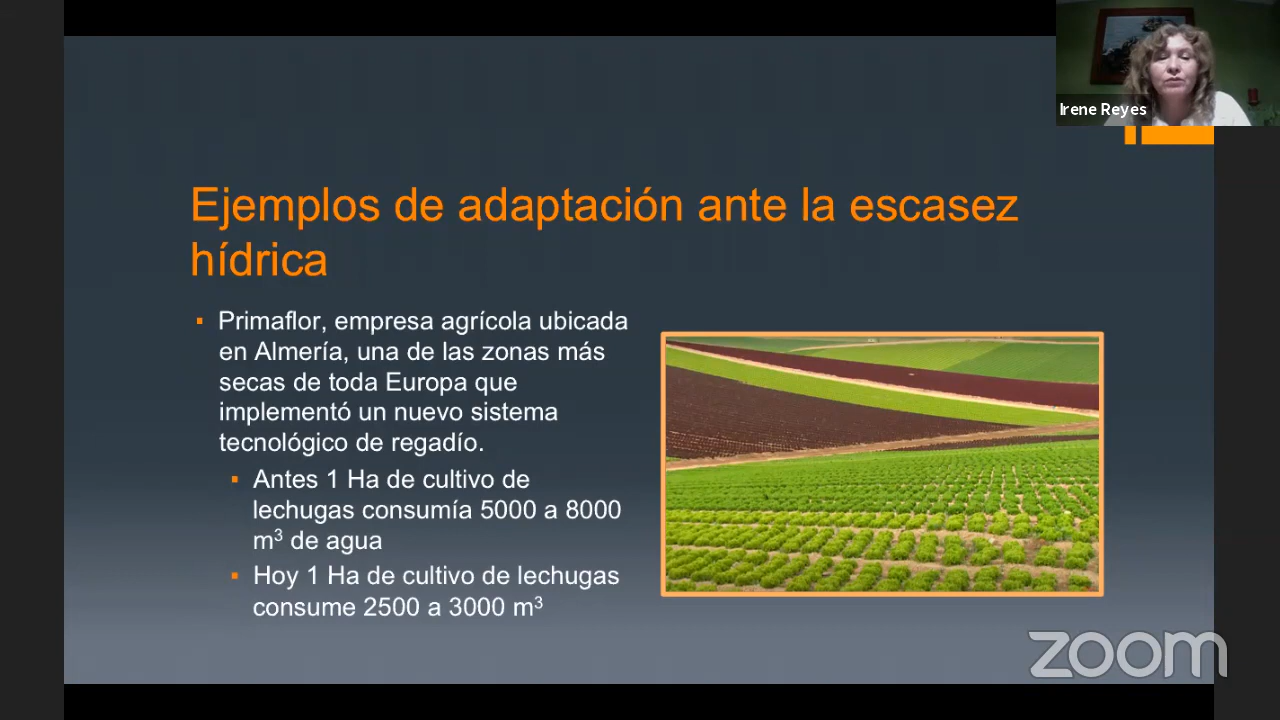 Irene Reyes
Ejemplos de adaptación ante la escasez
hídrica
▪ Primaflor, empresa agrícola ubicada
en Almería, una de las zonas más
secas de toda Europa que
implementó un nuevo sistema
tecnológico de regadío.
▪ Antes 1 Ha de cultivo de
lechugas consumía 5000 a 8000
m³ de agua
▪ Hoy 1 Ha de cultivo de lechugas
consume 2500 a 3000 m³
zoom